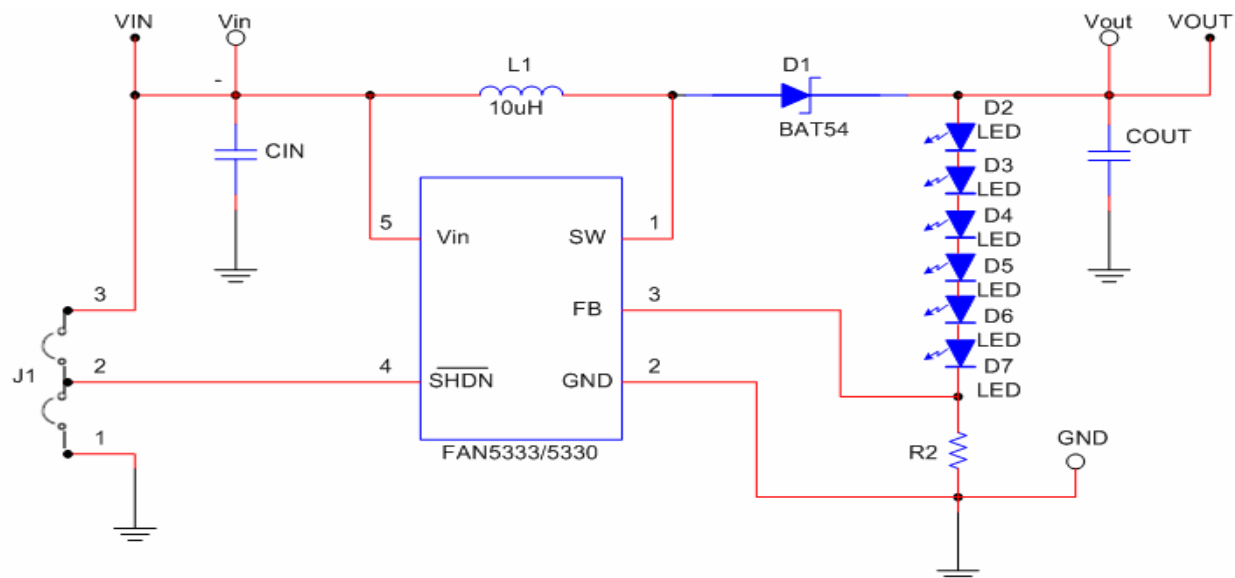 VIN
Vin
Vout
VOUT
-
L1
10uH
D1
BAT54
D2
LED
CIN
COUT
D3
LED
D4
LED
5
Vin
SW
1
D5
LED
3
FB
3
D6
LED
J1
2
4
SHDN
GND
2
D7
LED
1
FAN5333/5330
R2
GND